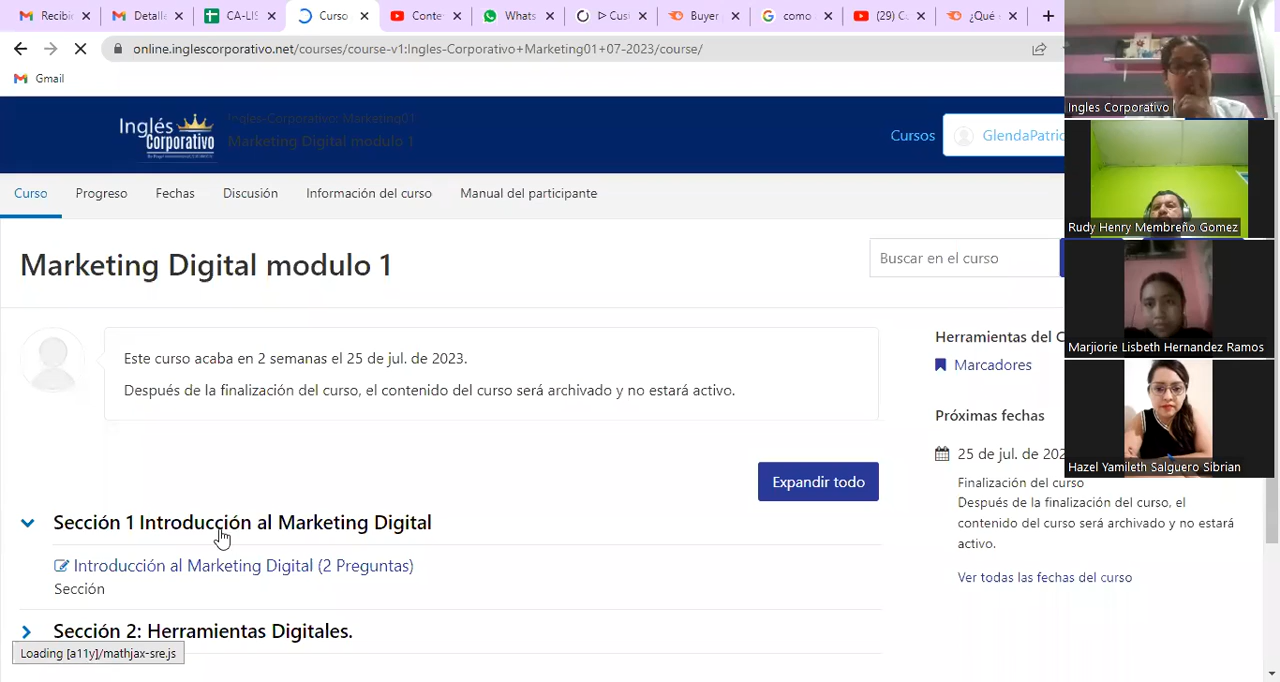 Recibi
Detalle
CA-LIS
Curso
Conte
Whats
Cus
Buyer
como
(29) C
¿Qué
online.inglescorporativo.net/courses/course-v1:Ingles-Corporativo+Marketing01+07-2023/course/
Gmail
Inglés
Corporativo
Ingles-Corporativo: Marketing01
Marketing Digital modulo 1
Cursos
GlendaPatric
Ingles Corporativo
Curso
Progreso
Fechas
Discusión
Información del curso
Manual del participante
Rudy Henry Membreño Gomez
Marketing Digital modulo 1
Buscar en el curso
Este curso acaba en 2 semanas el 25 de jul. de 2023.
Después de la finalización del curso, el contenido del curso será archivado y no estará activo.
Herramientas del C
Marcadores
Marjorie Lisbeth Hernandez Ramos
Próximas fechas
25 de jul. de 202
Hazel Yamileth Salguero Sibrian
Finalización del curso
Después de la finalización del curso, el
contenido del curso será archivado y no estará
activo.
Ver todas las fechas del curso
Expandir todo
Sección 1 Introducción al Marketing Digital
Introducción al Marketing Digital (2 Preguntas)
Sección
Sección 2: Herramientas Digitales.
Loading [a11y]/mathjax-sre.js